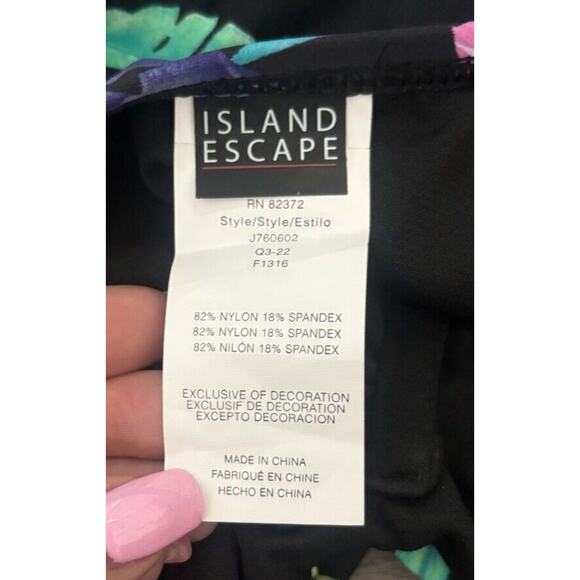 ISLAND
ESCAPE
RN 82372
Style/Style/Estilo
J760602
Q3-22
F1316
82% NYLON 18% SPANDEX
82% NYLON 18% SPANDEX
82% NILÓN 18% SPANDEX
EXCLUSIVE OF DECORATION
EXCLUSIF DE DECORATION
EXCEPTO DECORACION
MADE IN CHINA
FABRIQUÉ EN CHINE
HECHO EN CHINA